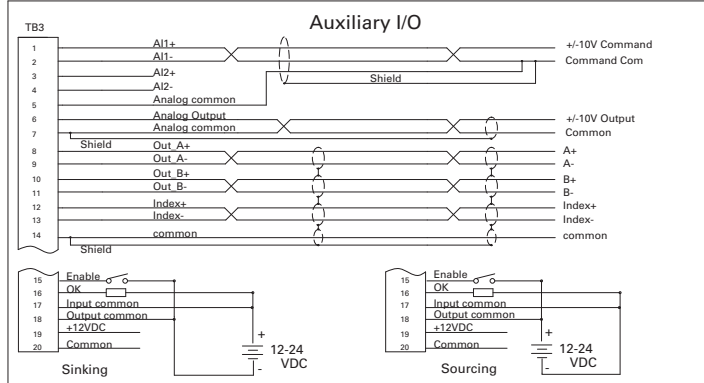 Auxiliary I/O
TB3
1 AI1+ +/-10V Command
2 AI1- Command Com
3 AI2+
4 AI2- Shield
5 Analog common
6 Analog Output +/-10V Output
7 Analog common Common
Shield
8 Out_A+ A+
9 Out_A- A-
10 Out_B+ B+
11 Out_B- B-
12 Index+ Index+
13 Index- Index-
14 common common
Shield
15 Enable
16 OK
17 Input common
18 Output common
19 +12VDC
20 Common
+
12-24
VDC
-
Sinking
15 Enable
16 OK
17 Input common
18 Output common
19 +12VDC
20 Common
+
12-24
VDC
-
Sourcing